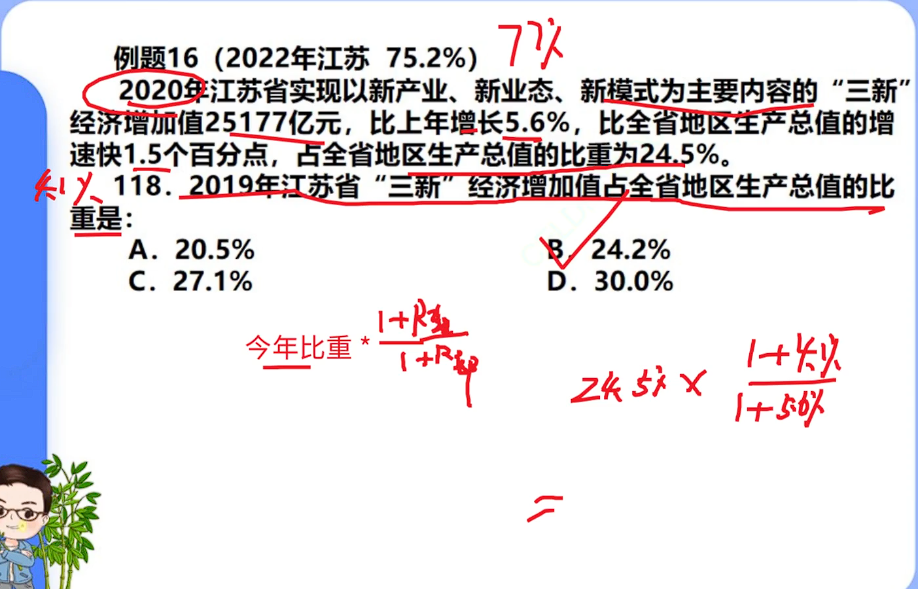 例题16（2022年江苏 75.2%） 77%
2020年江苏省实现以新产业、新业态、新模式为主要内容的“三新”
经济增加值25177亿元，比上年增长5.6%，比全省地区生产总值的增
速快1.5个百分点，占全省地区生产总值的比重为24.5%。
4.1% 118．2019年江苏省“三新”经济增加值占全省地区生产总值的比
重是：
A．20.5% B．24.2%
C．27.1% D．30.0%
1+R
今年比重*
1+R
1+4.1%
24.5% ×
1+5.6%
=